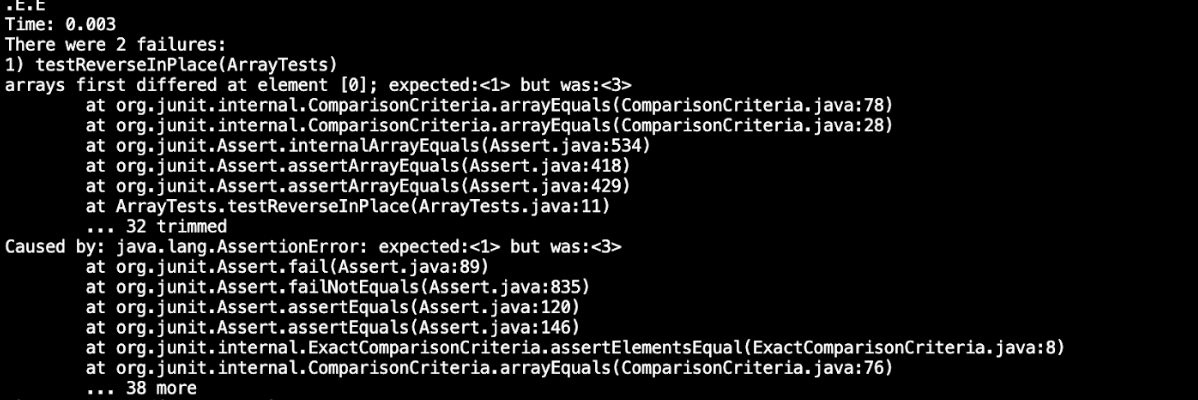 .E.E
Time: 0.003
There were 2 failures:
1) testReverseInPlace(ArrayTests)
arrays first differed at element [0]; expected:<1> but was:<3>
at org.junit.internal.ComparisonCriteria.arrayEquals(ComparisonCriteria.java:78)
at org.junit.internal.ComparisonCriteria.arrayEquals(ComparisonCriteria.java:28)
at org.junit.Assert.internalArrayEquals(Assert.java:534)
at org.junit.Assert.assertArrayEquals(Assert.java:418)
at org.junit.Assert.assertArrayEquals(Assert.java:429)
at ArrayTests.testReverseInPlace(ArrayTests.java:11)
... 32 trimmed
Caused by: java.lang.AssertionError: expected:<1> but was:<3>
at org.junit.Assert.fail(Assert.java:89)
at org.junit.Assert.failNotEquals(Assert.java:835)
at org.junit.Assert.assertEquals(Assert.java:120)
at org.junit.Assert.assertEquals(Assert.java:146)
at org.junit.internal.ExactComparisonCriteria.assertElementsEqual(ExactComparisonCriteria.java:8)
at org.junit.internal.ComparisonCriteria.arrayEquals(ComparisonCriteria.java:76)
... 38 more